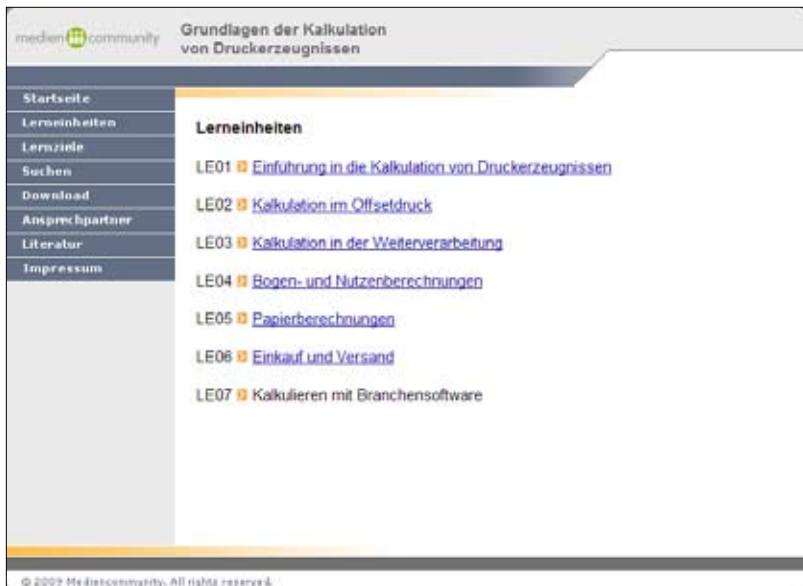 medien community
Grundlagen der Kalkulation
von Druckerzeugnissen
Startseite
Lerneinheiten
Lernziele
Suchen
Download
Ansprechpartner
Literatur
Impressum
Lerneinheiten
LE01 Einführung in die Kalkulation von Druckerzeugnissen
LE02 Kalkulation im Offsetdruck
LE03 Kalkulation in der Weiterverarbeitung
LE04 Bogen- und Nutzenberechnungen
LE05 Papierberechnungen
LE06 Einkauf und Versand
LE07 Kalkulieren mit Branchensoftware
© 2009 Mediencommunity. All rights reserved.